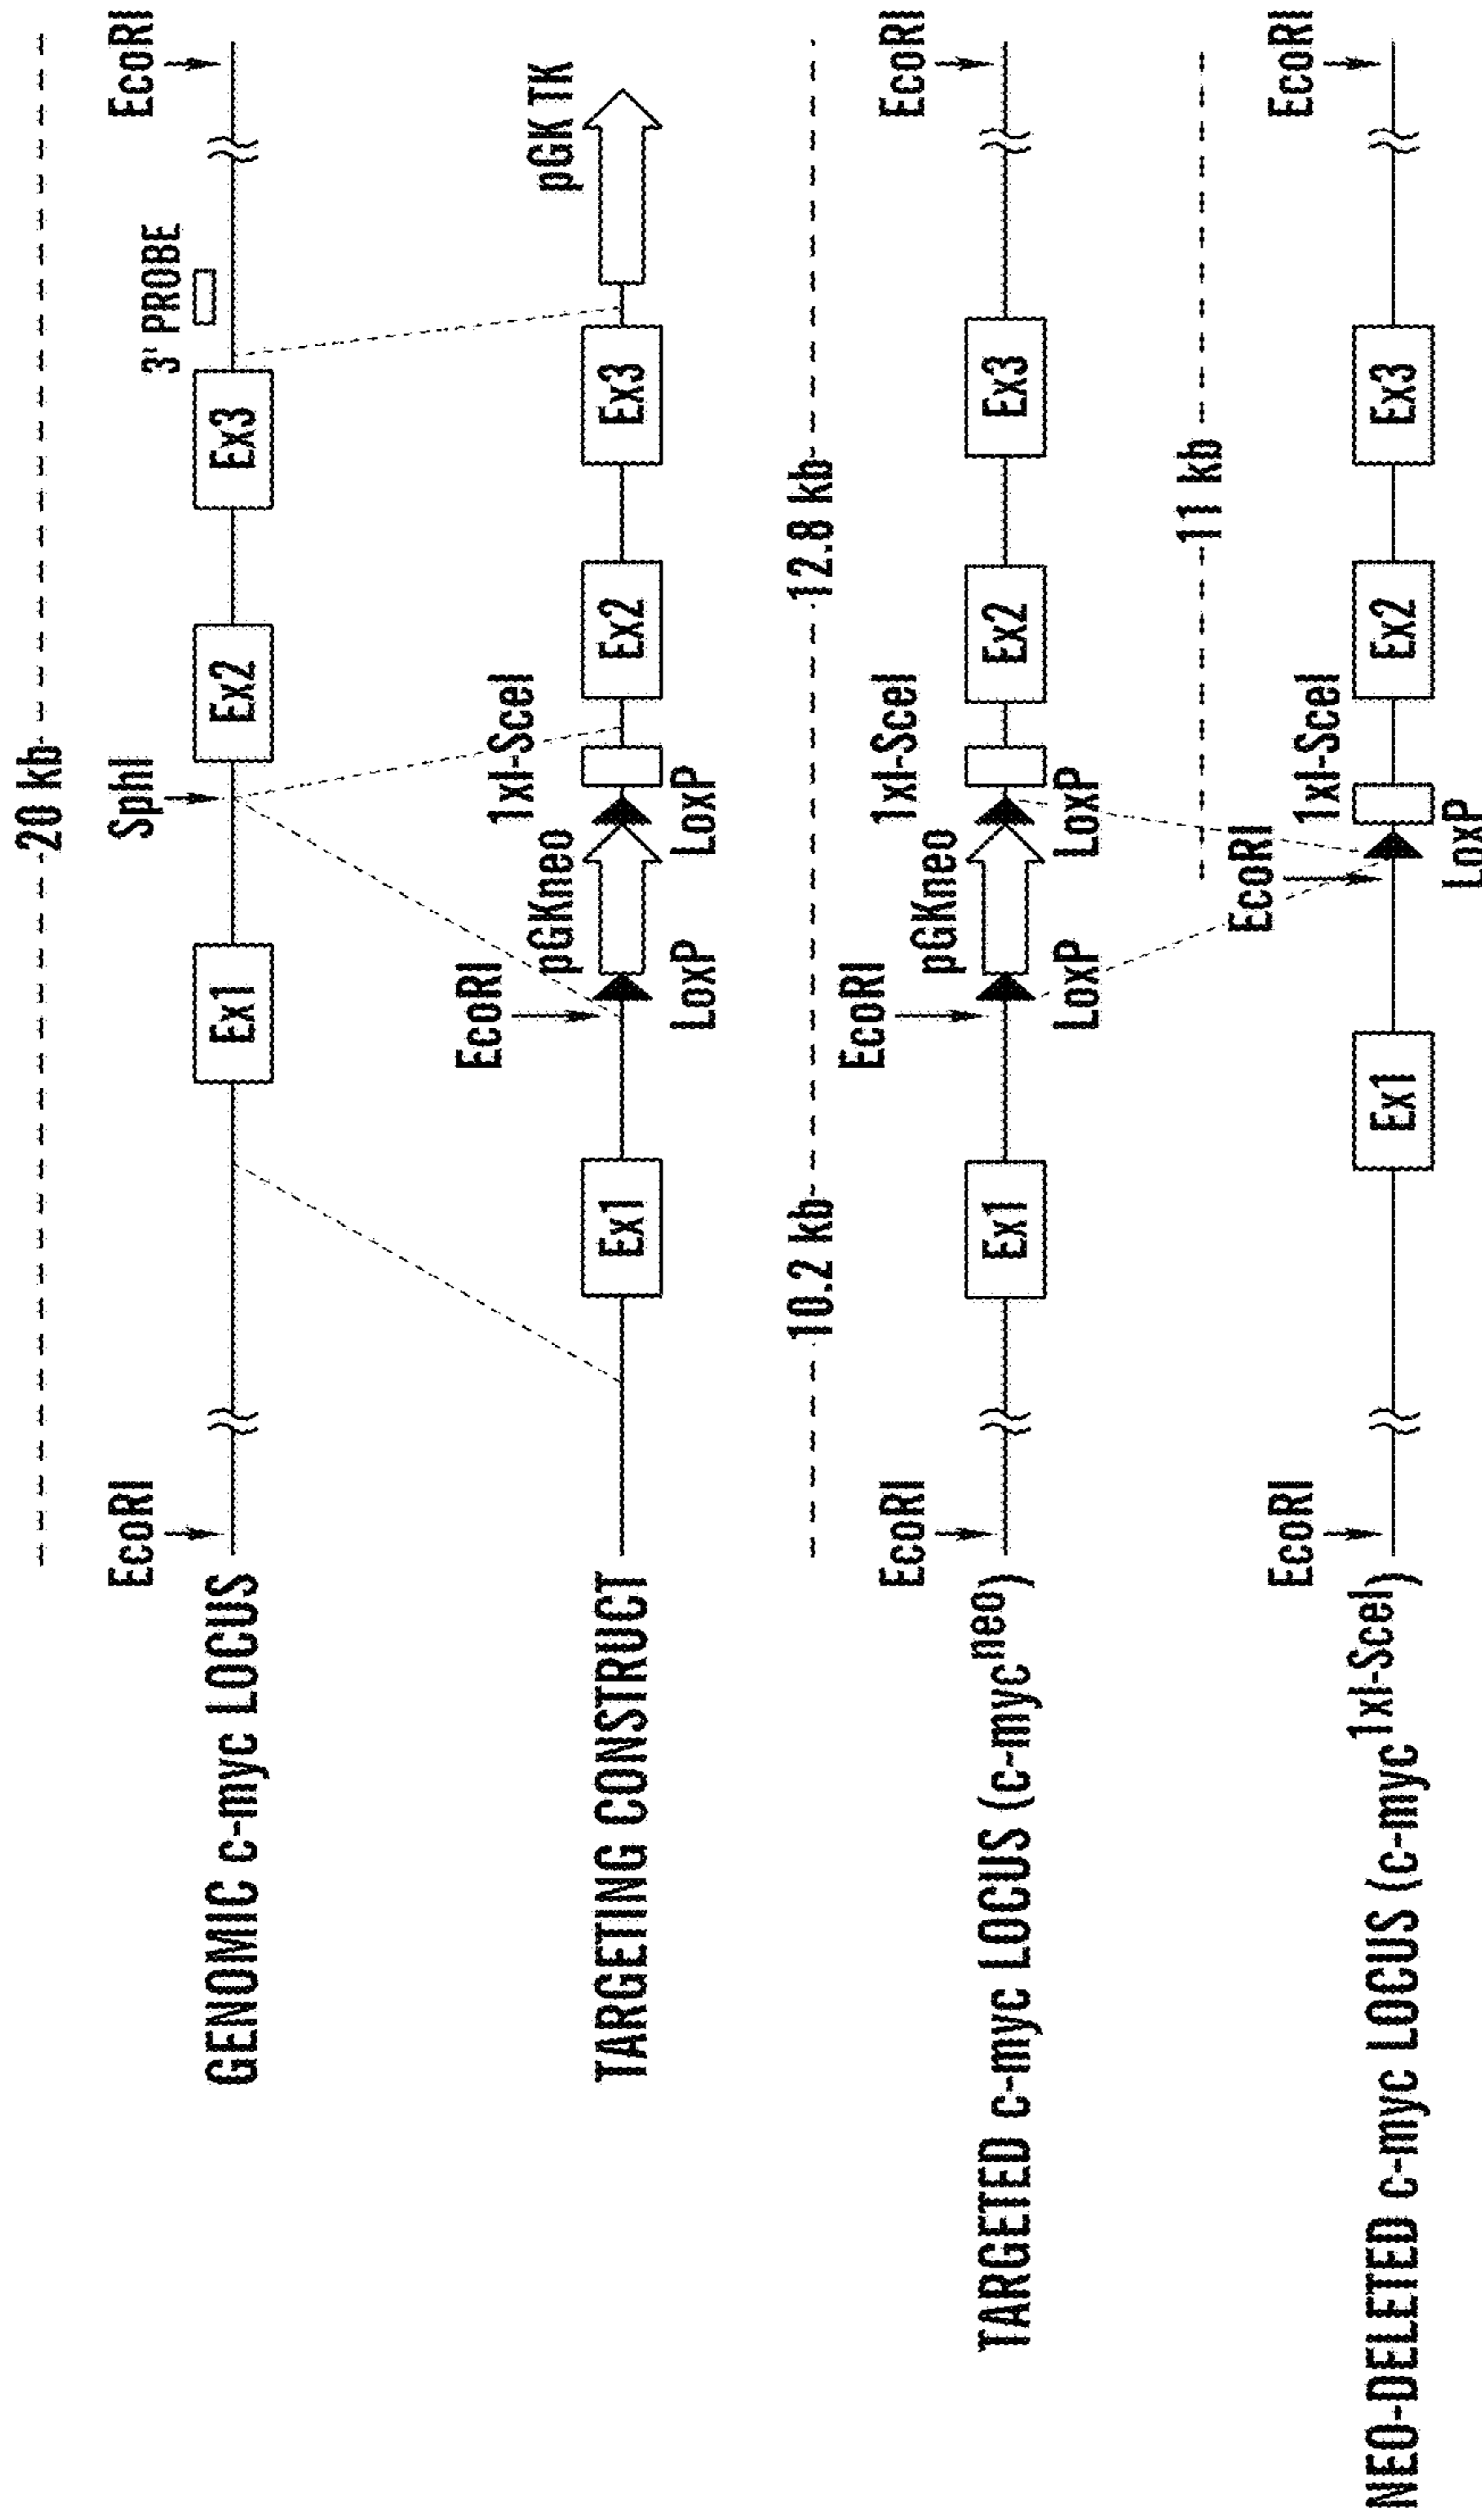 20 kb
EcoRI
SphI
3' PROBE
EcoRI
GENOMIC c-myc LOCUS
Ex1
Ex2
Ex3
EcoRI
pGKneo
1xI-SceI
pGK TK
TARGETING CONSTRUCT
Ex1
Ex2
Ex3
LoxP
LoxP
10.2 kb
12.8 kb
EcoRI
EcoRI
pGKneo
1xI-SceI
EcoRI
TARGETED c-myc LOCUS (c-myc^neo)
Ex1
Ex2
Ex3
LoxP
LoxP
11 kb
EcoRI
EcoRI
1xI-SceI
EcoRI
NEO-DELETED c-myc LOCUS (c-myc^1xI-SceI)
Ex1
Ex2
Ex3
LoxP